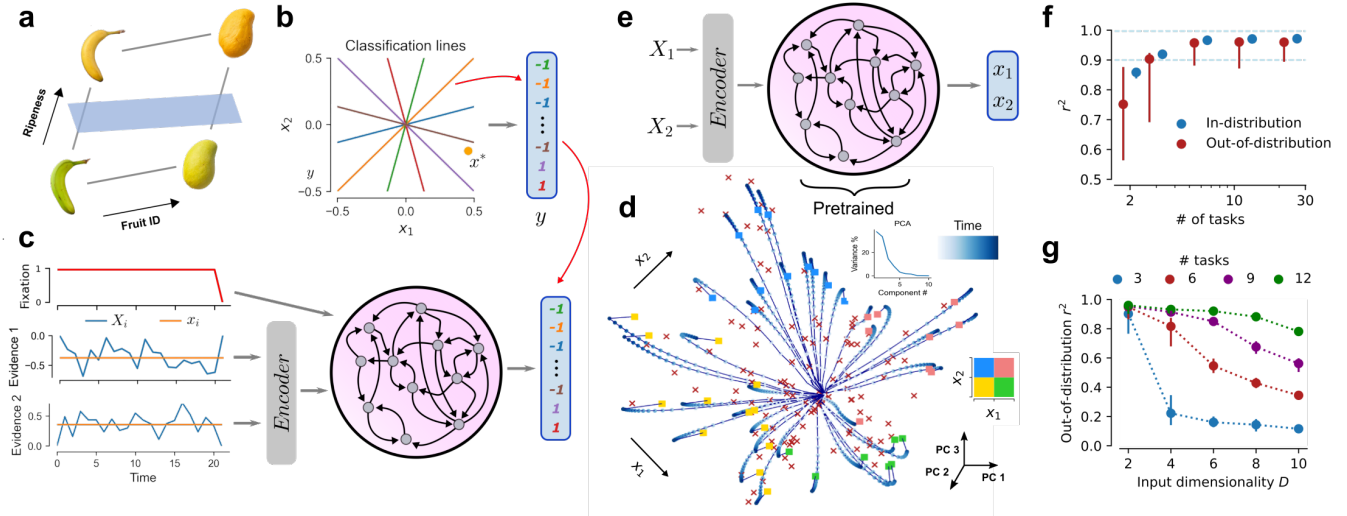 a
Ripeness
Fruit ID
b
Classification lines
0.5
0.0
−0.5
x₂
y
−0.5
0.0
0.5
x₁
x*
-1
-1
-1
-1
1
1
y
c
Fixation
1
0
X_i
x_i
Evidence 1
0.0
−0.5
Evidence 2
0.5
0.0
0
5
10
15
20
Time
Encoder
-1
-1
-1
-1
1
1
e
X₁
X₂
Encoder
x₁
x₂
Pretrained
d
x₂
x₁
PCA
Variance %
20
0
5
10
Component #
Time
x₂
x₁
PC 3
PC 2
PC 1
f
r²
1.0
0.9
0.8
0.7
0.6
0.5
In-distribution
Out-of-distribution
2
10
30
# of tasks
g
# tasks
3
6
9
12
Out-of-distribution r²
1.0
0.8
0.6
0.4
0.2
0.0
2
4
6
8
10
Input dimensionality D